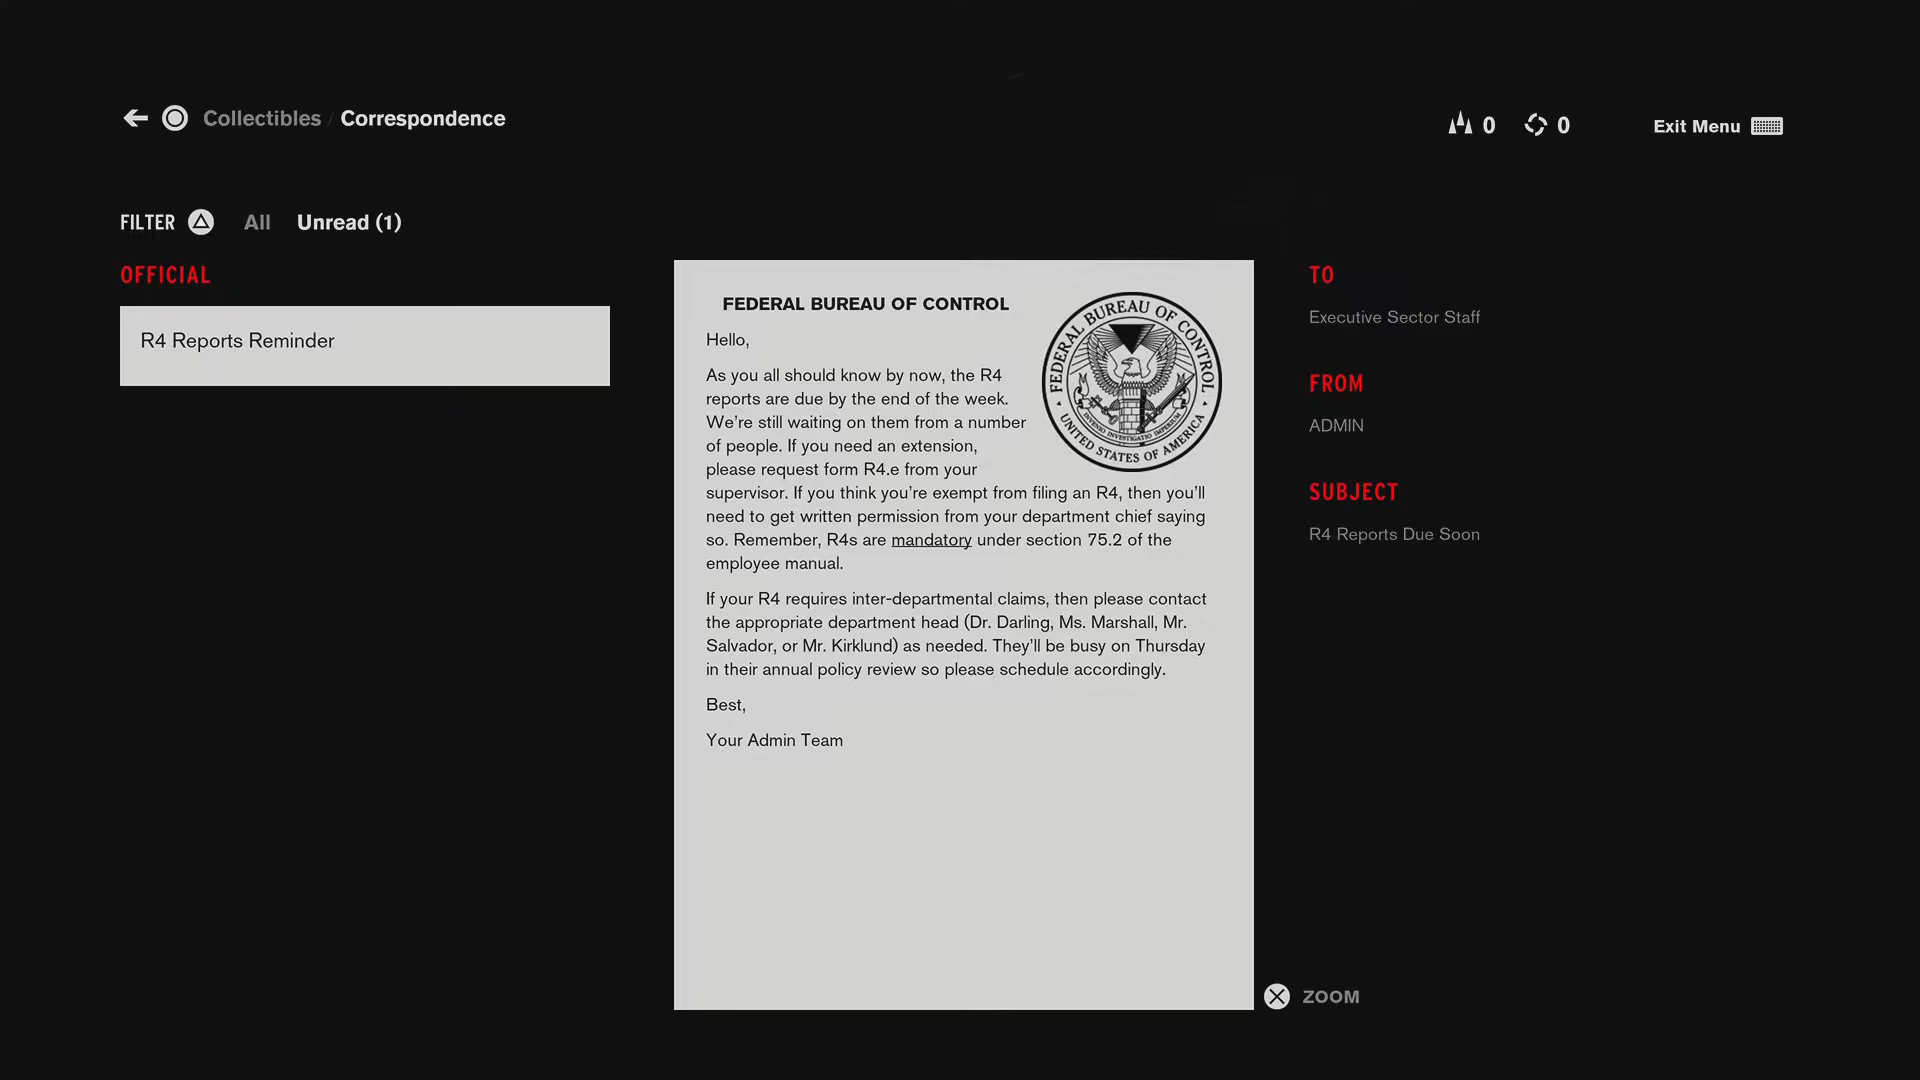 Collectibles / Correspondence
0
0
Exit Menu
FILTER All Unread (1)
OFFICIAL
R4 Reports Reminder
FEDERAL BUREAU OF CONTROL
Hello,
As you all should know by now, the R4
reports are due by the end of the week.
We're still waiting on them from a number
of people. If you need an extension,
please request form R4.e from your
supervisor. If you think you're exempt from filing an R4, then you'll
need to get written permission from your department chief saying
so. Remember, R4s are mandatory under section 75.2 of the
employee manual.
If your R4 requires inter-departmental claims, then please contact
the appropriate department head (Dr. Darling, Ms. Marshall, Mr.
Salvador, or Mr. Kirklund) as needed. They'll be busy on Thursday
in their annual policy review so please schedule accordingly.
Best,
Your Admin Team
FEDERAL BUREAU OF CONTROL
INVENIO INVESTIGATIO IMPERIUM
UNITED STATES OF AMERICA
TO
Executive Sector Staff
FROM
ADMIN
SUBJECT
R4 Reports Due Soon
ZOOM